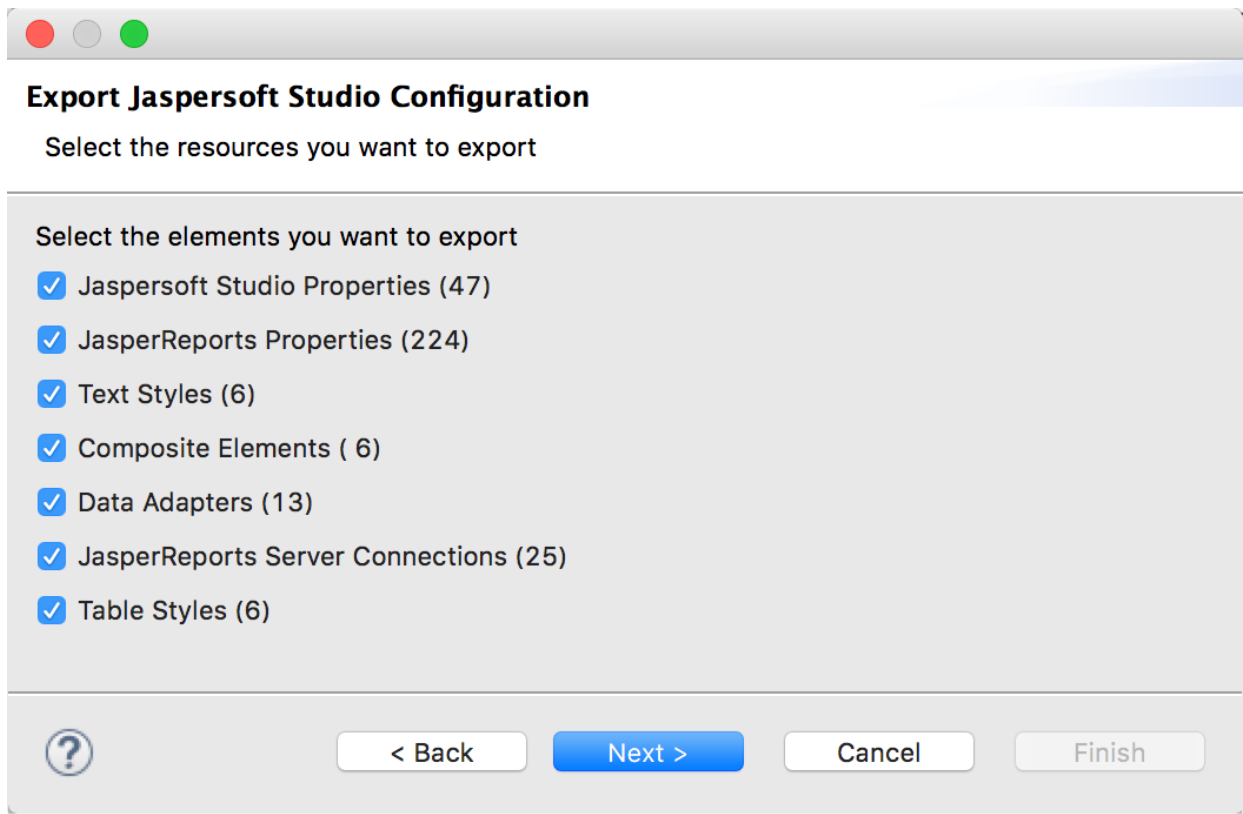 Export Jaspersoft Studio Configuration
Select the resources you want to export
Select the elements you want to export
Jaspersoft Studio Properties (47)
JasperReports Properties (224)
Text Styles (6)
Composite Elements ( 6)
Data Adapters (13)
JasperReports Server Connections (25)
Table Styles (6)
? < Back Next > Cancel Finish